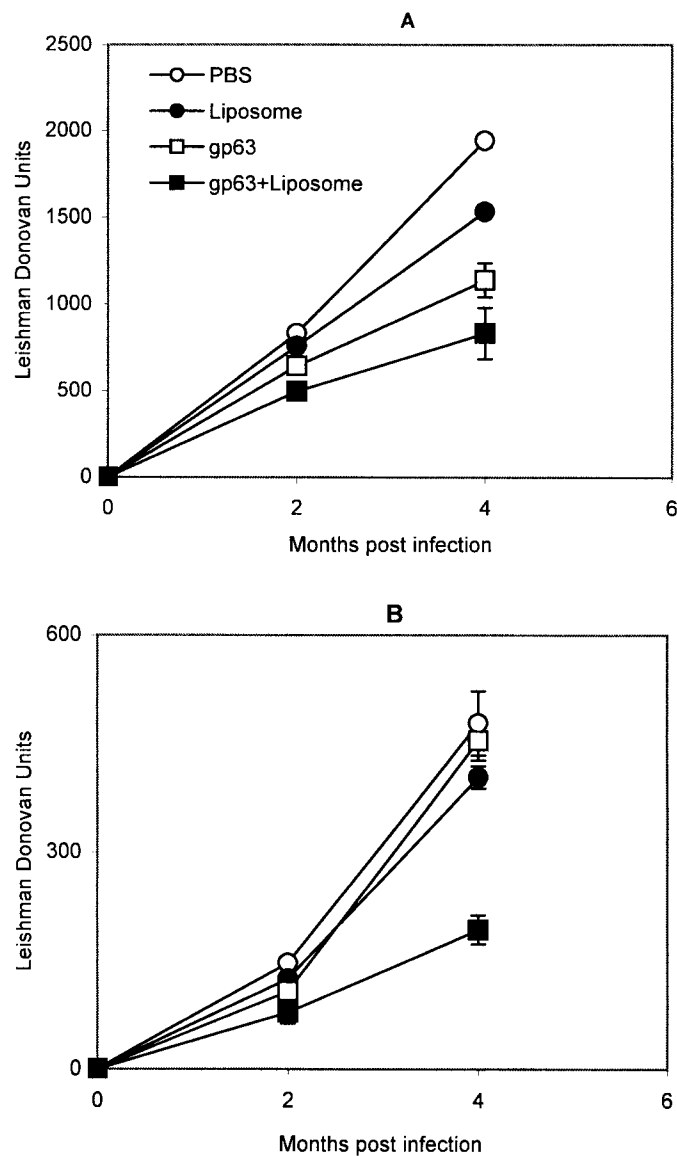 A
2500
2000
1500
1000
500
0
Leishman Donovan Units
PBS
Liposome
gp63
gp63+Liposome
0 2 4 6
Months post infection
B
600
300
0
Leishman Donovan Units
0 2 4 6
Months post infection